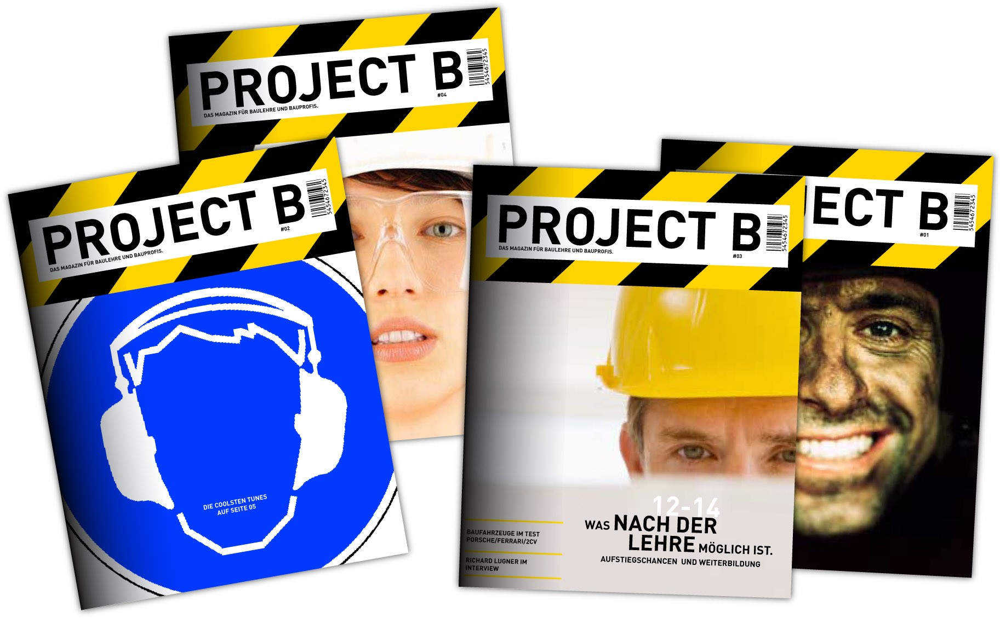 PROJECT B
5454672345
#04
DAS MAGAZIN FÜR BAULEHRE UND BAUPROFIS.
PROJECT B
5454672345
#02
DAS MAGAZIN FÜR BAULEHRE UND BAUPROFIS.
DIE COOLSTEN TUNES
AUF SEITE 05
PROJECT B
5454672345
#03
DAS MAGAZIN FÜR BAULEHRE UND BAUPROFIS.
12-14
WAS NACH DER
LEHRE MÖGLICH IST.
AUFSTIEGSCHANCEN UND WEITERBILDUNG
BAUFAHRZEUGE IM TEST
PORSCHE/FERRARI/2CV
RICHARD LUGNER IM
INTERVIEW
JECT B
5454672345
#01